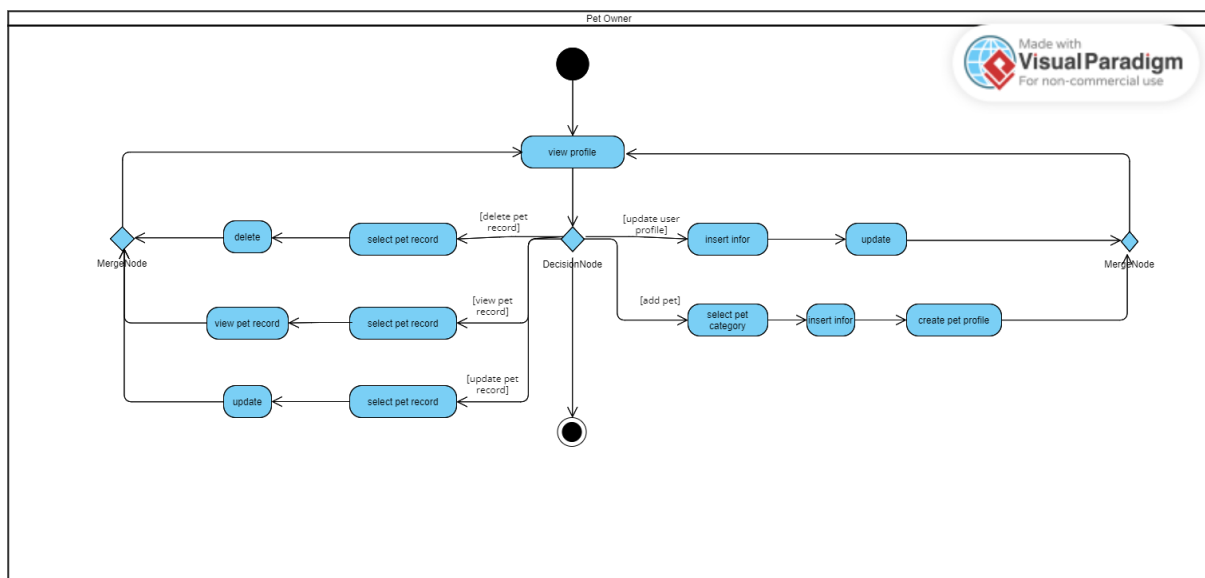 Pet Owner
Made with
Visual Paradigm
For non-commercial use
view profile
[delete pet
record]
[update user
profile]
delete
select pet record
insert infor
update
MergeNode
DecisionNode
MergeNode
[view pet
record]
[add pet]
view pet record
select pet record
select pet
category
insert infor
create pet profile
[update pet
record]
update
select pet record